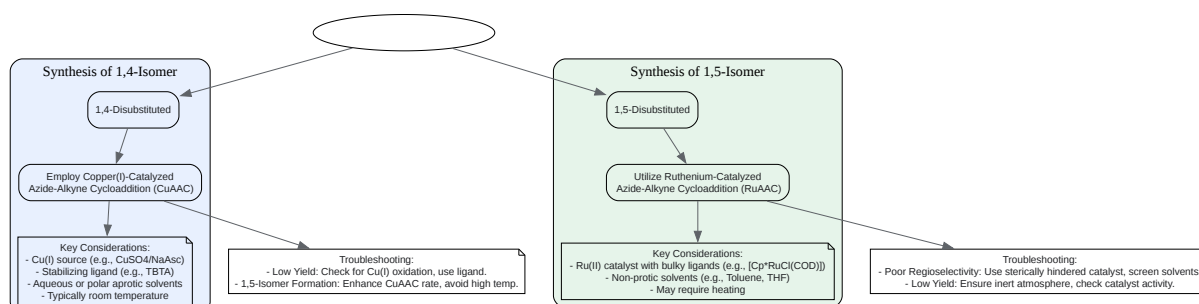 Synthesis of 1,4-Isomer
1,4-Disubstituted
Employ Copper(I)-Catalyzed
Azide-Alkyne Cycloaddition (CuAAC)
Key Considerations:
- Cu(I) source (e.g., CuSO4/NaAsc)
- Stabilizing ligand (e.g., TBTA)
- Aqueous or polar aprotic solvents
- Typically room temperature
Troubleshooting:
- Low Yield: Check for Cu(I) oxidation, use ligand.
- 1,5-Isomer Formation: Enhance CuAAC rate, avoid high temp.
Synthesis of 1,5-Isomer
1,5-Disubstituted
Utilize Ruthenium-Catalyzed
Azide-Alkyne Cycloaddition (RuAAC)
Key Considerations:
- Ru(II) catalyst with bulky ligands (e.g., [Cp*RuCl(COD)])
- Non-protic solvents (e.g., Toluene, THF)
- May require heating
Troubleshooting:
- Poor Regioselectivity: Use sterically hindered catalyst, screen solvents
- Low Yield: Ensure inert atmosphere, check catalyst activity.